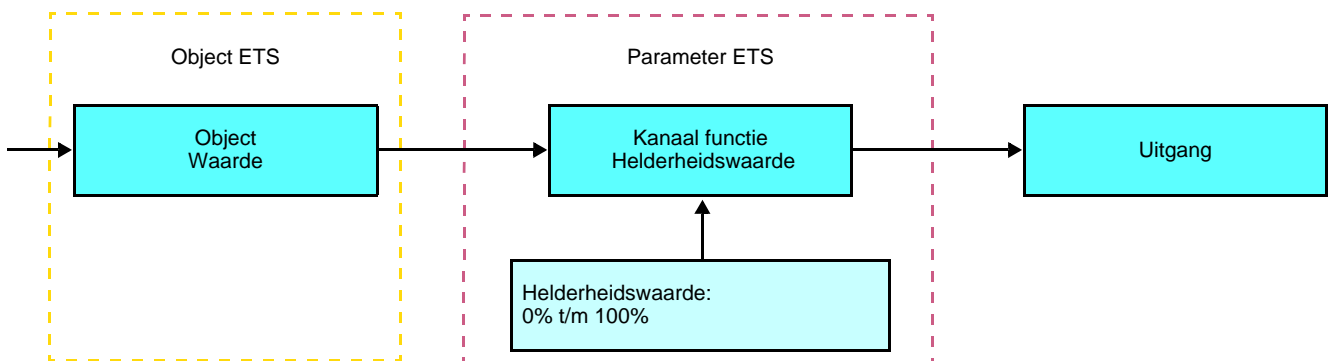 Object ETS
Parameter ETS
Object
Waarde
Kanaal functie
Helderheidswaarde
Uitgang
Helderheidswaarde:
0% t/m 100%